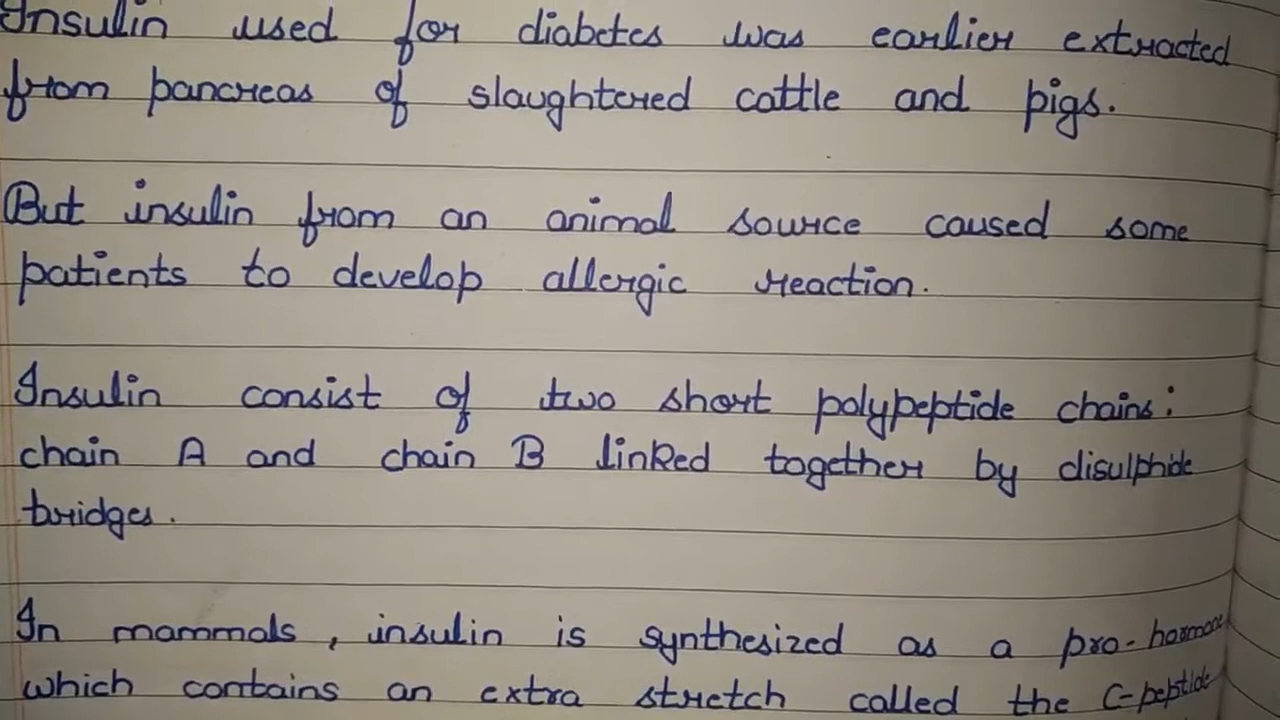 Insulin used for diabetes was earlier extracted
from pancreas of slaughtered cattle and pigs.
But insulin from an animal source caused some
patients to develop allergic reaction.
Insulin consist of two short polypeptide chains:
chain A and chain B linked together by disulphide
bridges.
In mammals, insulin is synthesized as a pro-hormone
which contains an extra stretch called the C-peptide